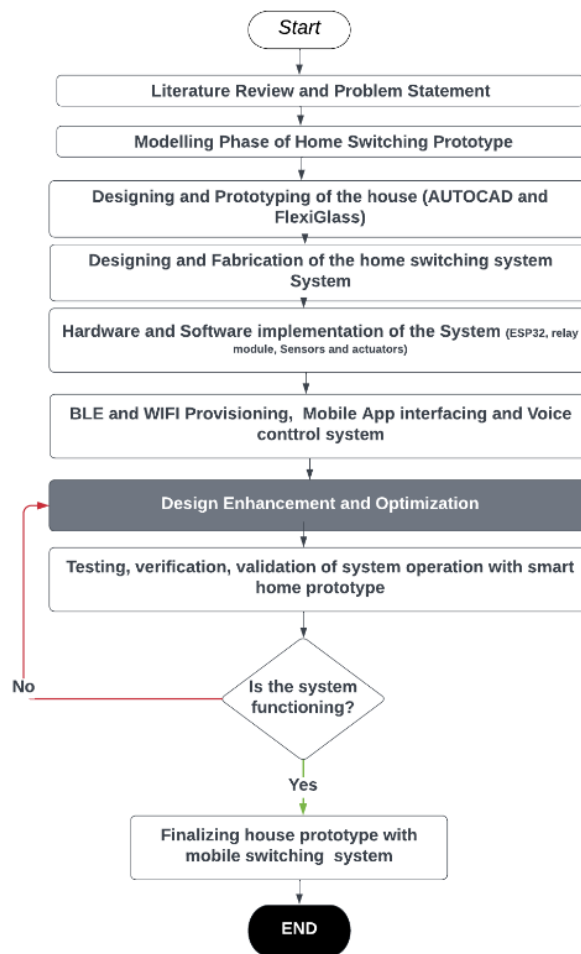 Start
Literature Review and Problem Statement
Modelling Phase of Home Switching Prototype
Designing and Prototyping of the house (AUTOCAD and
FlexiGlass)
Designing and Fabrication of the home switching system
System
Hardware and Software implementation of the System (ESP32, relay
module, Sensors and actuators)
BLE and WIFI Provisioning, Mobile App interfacing and Voice
conttrol system
Design Enhancement and Optimization
Testing, verification, validation of system operation with smart
home prototype
Is the system
functioning?
No
Yes
Finalizing house prototype with
mobile switching system
END